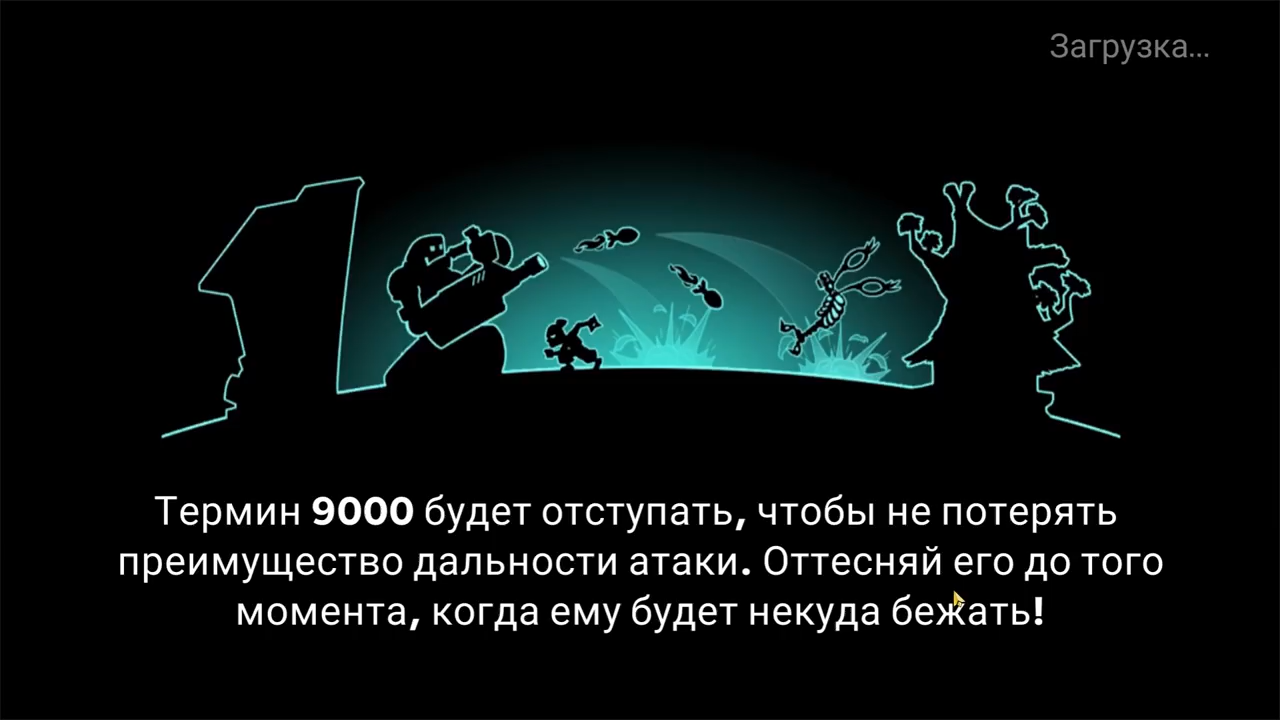 Загрузка...
Термин 9000 будет отступать, чтобы не потерять
преимущество дальности атаки. Оттесняй его до того
момента, когда ему будет некуда бежать!